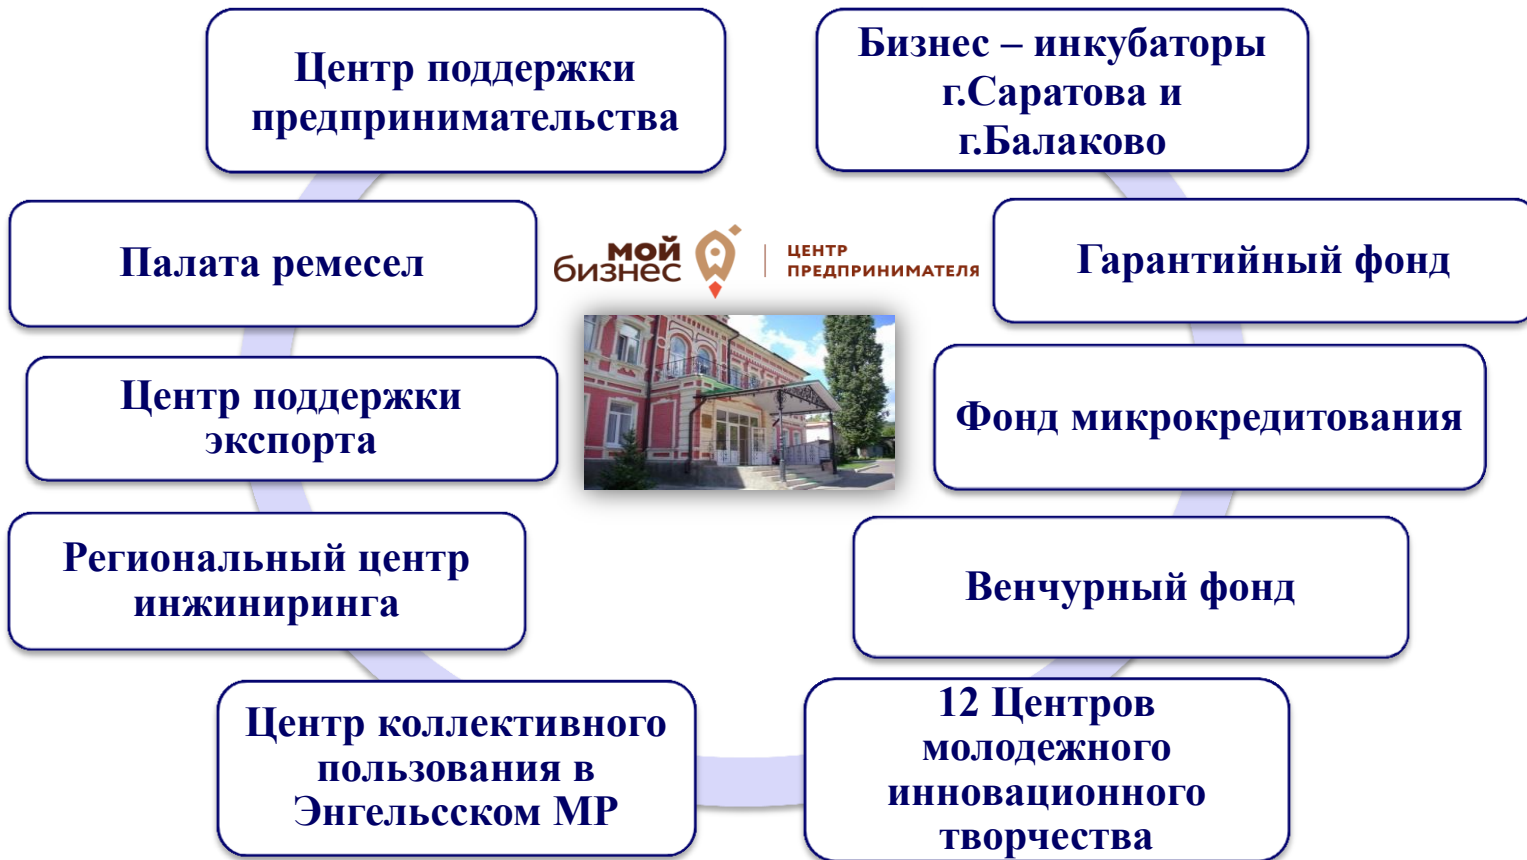 Центр поддержки
предпринимательства
Бизнес – инкубаторы
г.Саратова и
г.Балаково
Палата ремесел
мой
бизнес
ЦЕНТР
ПРЕДПРИНИМАТЕЛЯ
Гарантийный фонд
Центр поддержки
экспорта
Фонд микрокредитования
Региональный центр
инжиниринга
Венчурный фонд
Центр коллективного
пользования в
Энгельсском МР
12 Центров
молодежного
инновационного
творчества